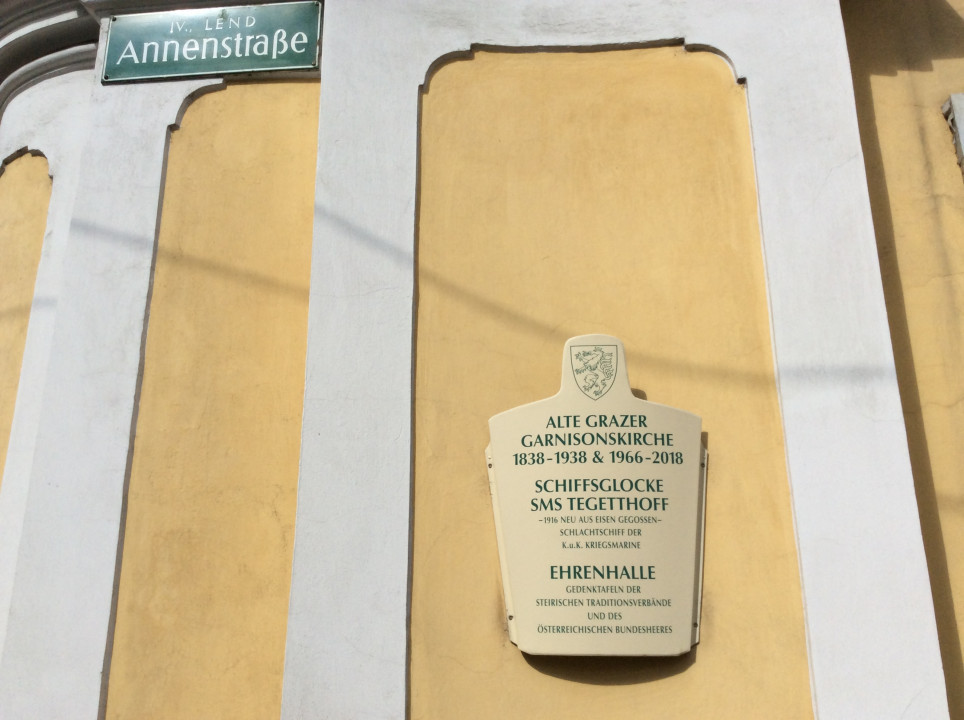 IV., LEND
Annenstraße
ALTE GRAZER
GARNISONSKIRCHE
1838-1938 & 1966-2018
SCHIFFSGLOCKE
SMS TEGETTHOFF
-1916 NEU AUS EISEN GEGOSSEN-
SCHLACHTSCHIFF DER
K.u.K. KRIEGSMARINE
EHRENHALLE
GEDENKTAFELN DER
STEIRISCHEN TRADITIONSVERBÄNDE
UND DES
ÖSTERREICHISCHEN BUNDESHEERES